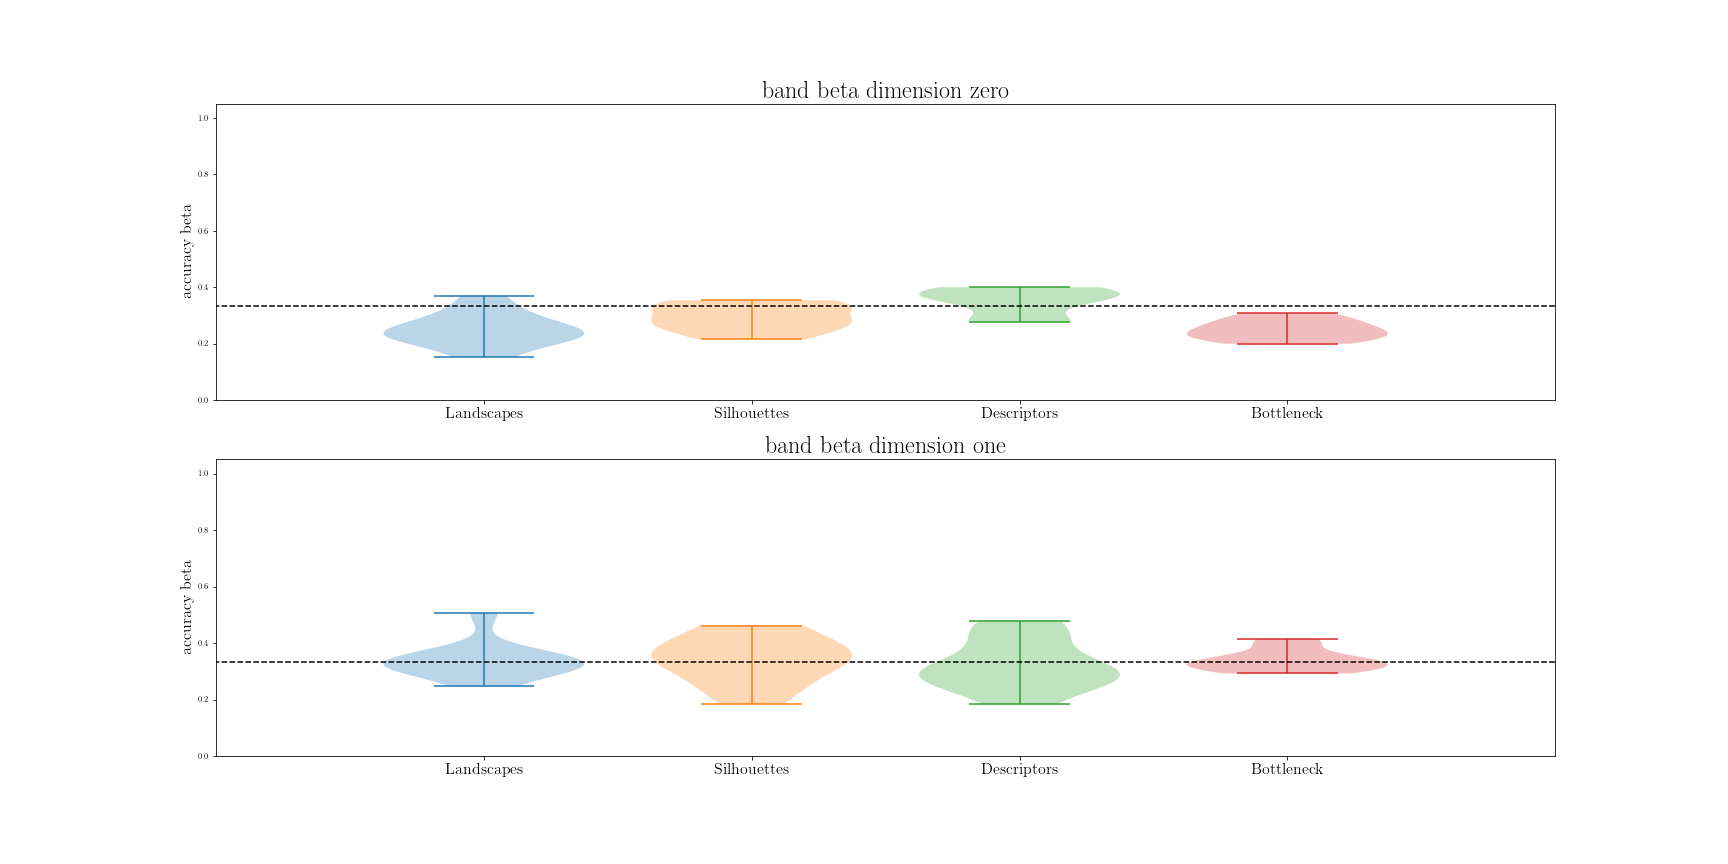 band beta dimension zero
accuracy beta
1.0
0.8
0.6
0.4
0.2
0.0
Landscapes Silhouettes Descriptors Bottleneck
band beta dimension one
accuracy beta
1.0
0.8
0.6
0.4
0.2
0.0
Landscapes Silhouettes Descriptors Bottleneck